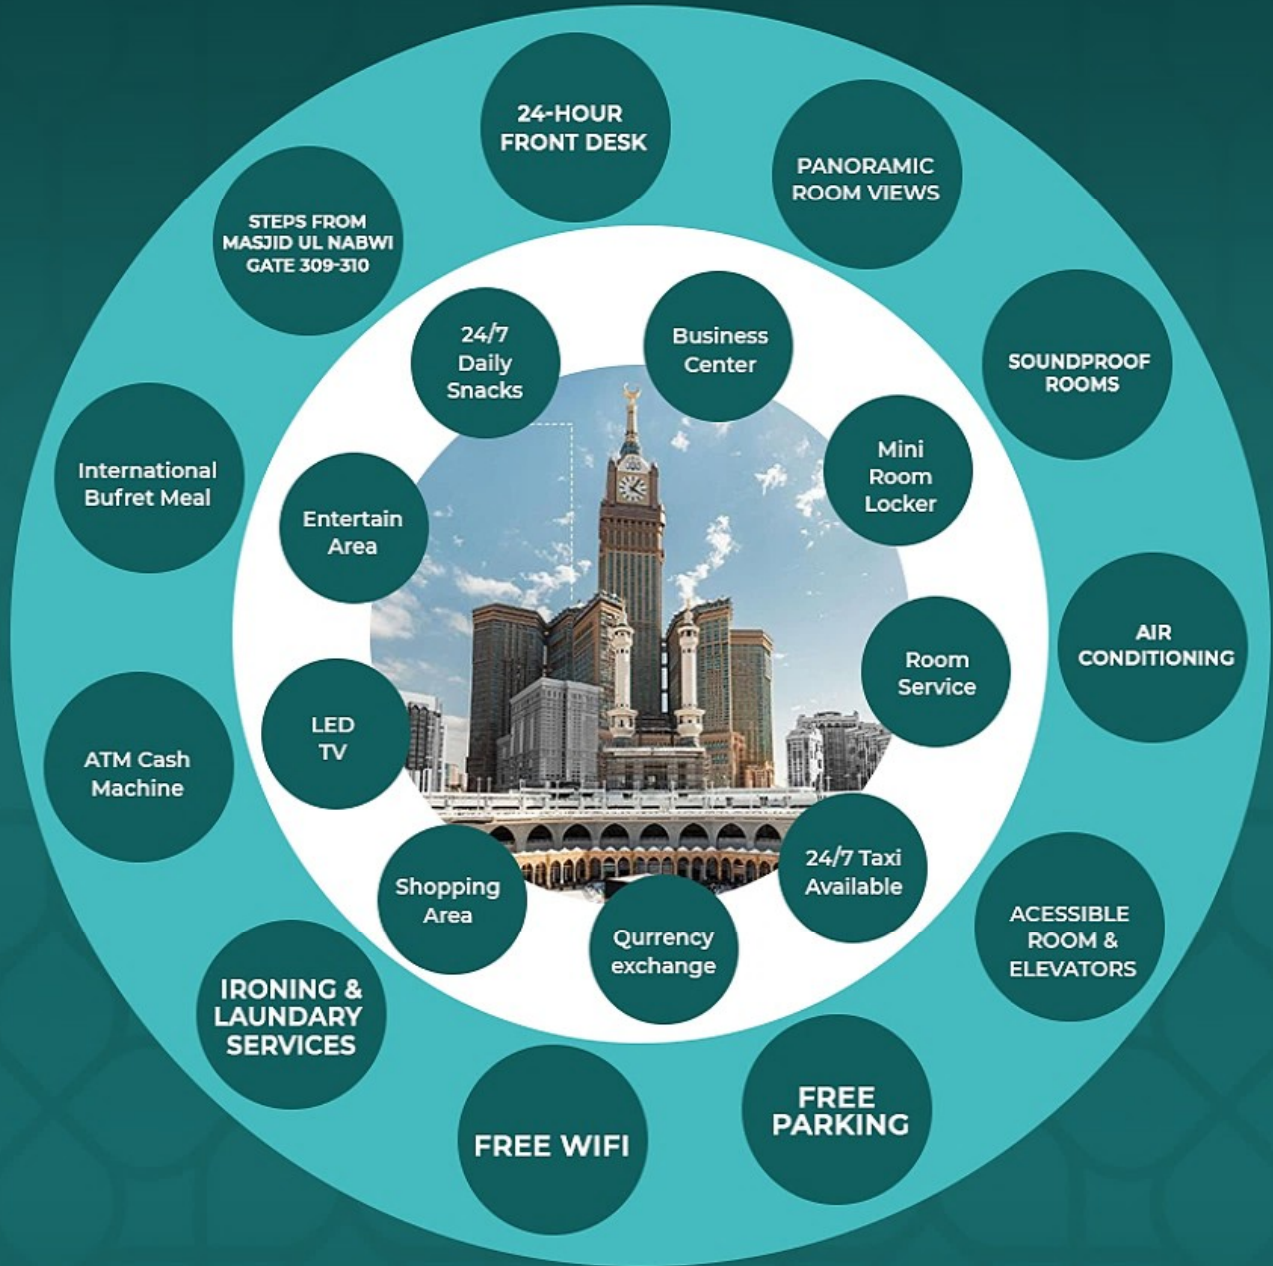 24-HOUR
FRONT DESK
PANORAMIC
ROOM VIEWS
SOUNDPROOF
ROOMS
AIR
CONDITIONING
ACESSIBLE
ROOM &
ELEVATORS
FREE
PARKING
FREE WIFI
IRONING &
LAUNDARY
SERVICES
ATM Cash
Machine
International
Bufret Meal
STEPS FROM
MASJID UL NABWI
GATE 309-310
24/7
Daily
Snacks
Business
Center
Mini
Room
Locker
Room
Service
24/7 Taxi
Available
Qurrency
exchange
Shopping
Area
LED
TV
Entertain
Area